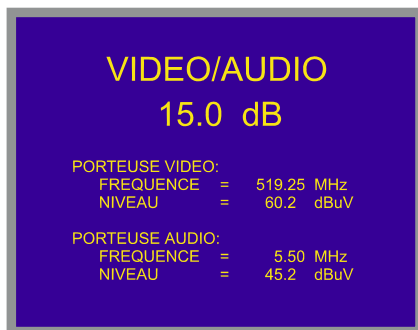 VIDEO/AUDIO
15.0 dB
PORTEUSE VIDEO:
FREQUENCE = 519.25 MHz
NIVEAU = 60.2 dBuV
PORTEUSE AUDIO:
FREQUENCE = 5.50 MHz
NIVEAU = 45.2 dBuV